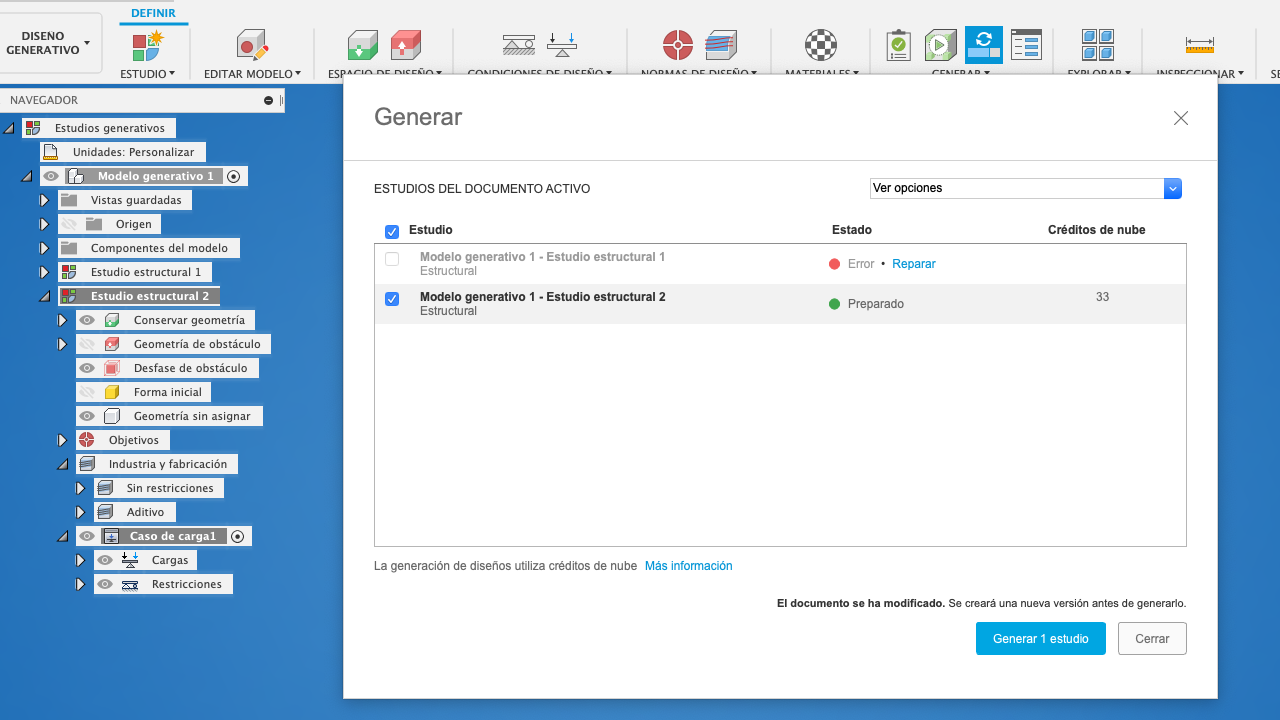 DEFINIR
DISEÑO
GENERATIVO
ESTUDIO
EDITAR MODELO
ESPACIO DE DISEÑO
CONDICIONES DE DISEÑO
NORMAS DE DISEÑO
MATERIALES
GENERAR
EXPLORAR
INSPECCIONAR
SE
NAVEGADOR
Estudios generativos
Unidades: Personalizar
Modelo generativo 1
Vistas guardadas
Origen
Componentes del modelo
Estudio estructural 1
Estudio estructural 2
Conservar geometría
Geometría de obstáculo
Desfase de obstáculo
Forma inicial
Geometría sin asignar
Objetivos
Industria y fabricación
Sin restricciones
Aditivo
Caso de carga1
Cargas
Restricciones
Generar
ESTUDIOS DEL DOCUMENTO ACTIVO
Ver opciones
Estudio Estado Créditos de nube
Modelo generativo 1 - Estudio estructural 1
Estructural
Error • Reparar
Modelo generativo 1 - Estudio estructural 2
Estructural
Preparado
33
La generación de diseños utiliza créditos de nube Más información
El documento se ha modificado. Se creará una nueva versión antes de generarlo.
Generar 1 estudio
Cerrar